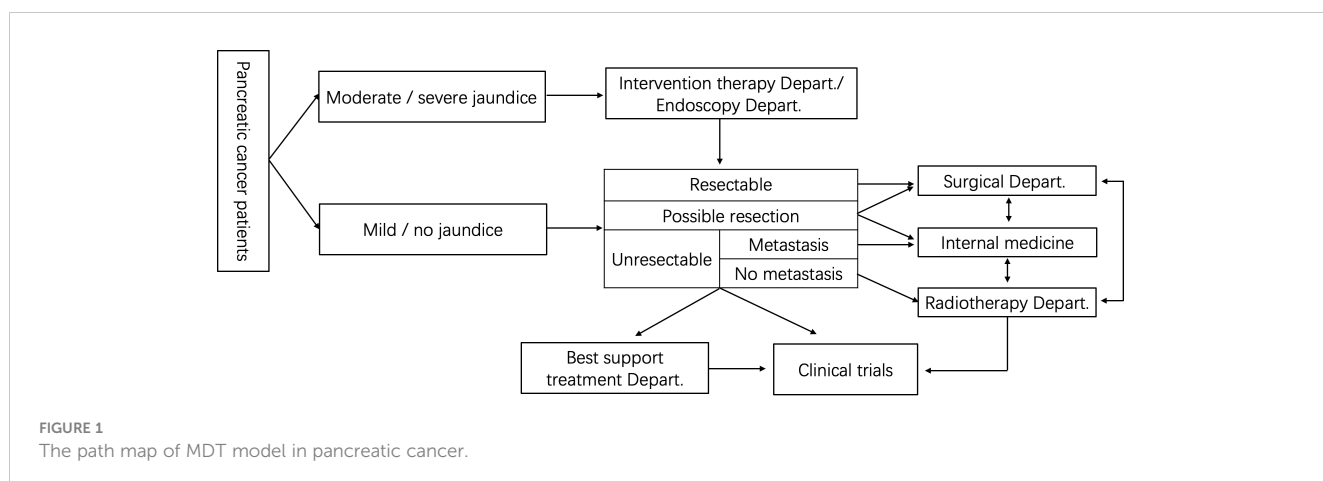 Pancreatic cancer patients
Moderate / severe jaundice
Intervention therapy Depart./
Endoscopy Depart.
Mild / no jaundice
Resectable
Possible resection
Unresectable
Metastasis
No metastasis
Surgical Depart.
Internal medicine
Radiotherapy Depart.
Best support
treatment Depart.
Clinical trials
FIGURE 1
The path map of MDT model in pancreatic cancer.